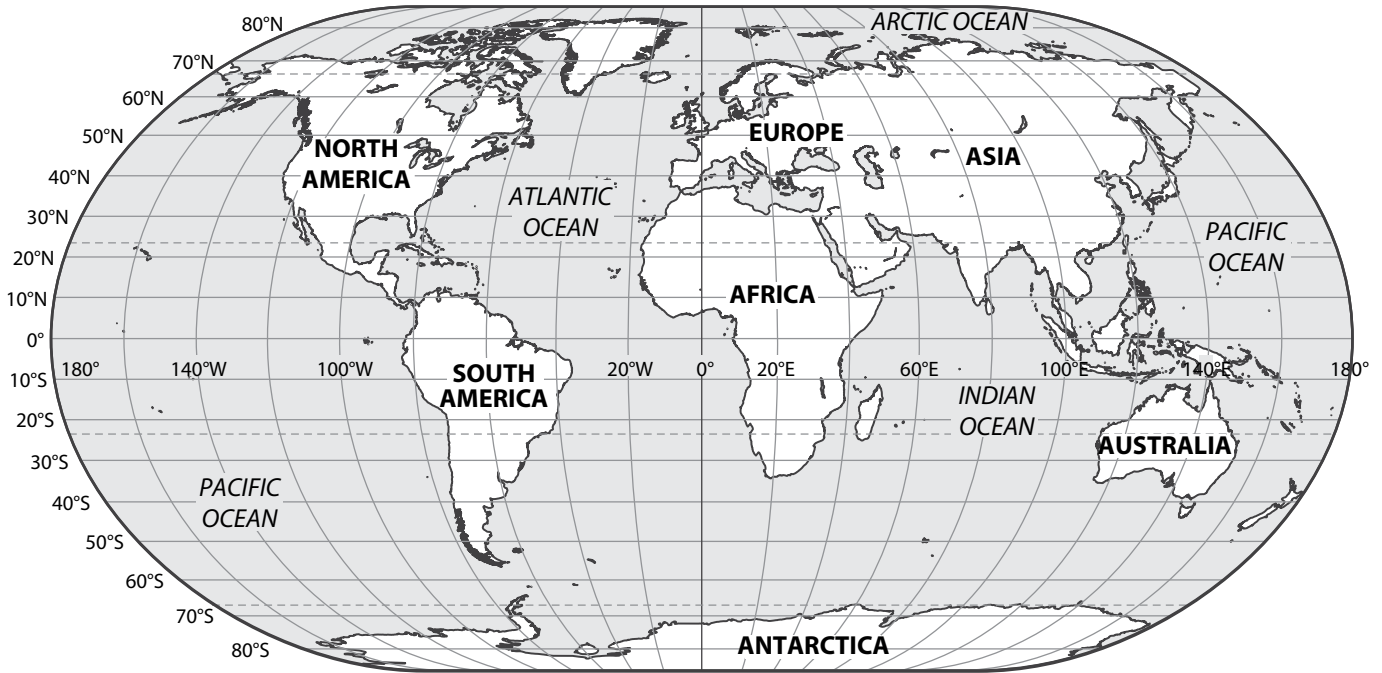 ARCTIC OCEAN
80°N
70°N
60°N
50°N
40°N
30°N
20°N
10°N
0°
10°S
20°S
30°S
40°S
50°S
60°S
70°S
80°S
NORTH
AMERICA
EUROPE
ASIA
ATLANTIC
OCEAN
PACIFIC
OCEAN
AFRICA
180°
140°W
100°W
20°W
0°
20°E
60°E
100°E
140°E
180°
SOUTH
AMERICA
INDIAN
OCEAN
AUSTRALIA
PACIFIC
OCEAN
ANTARCTICA